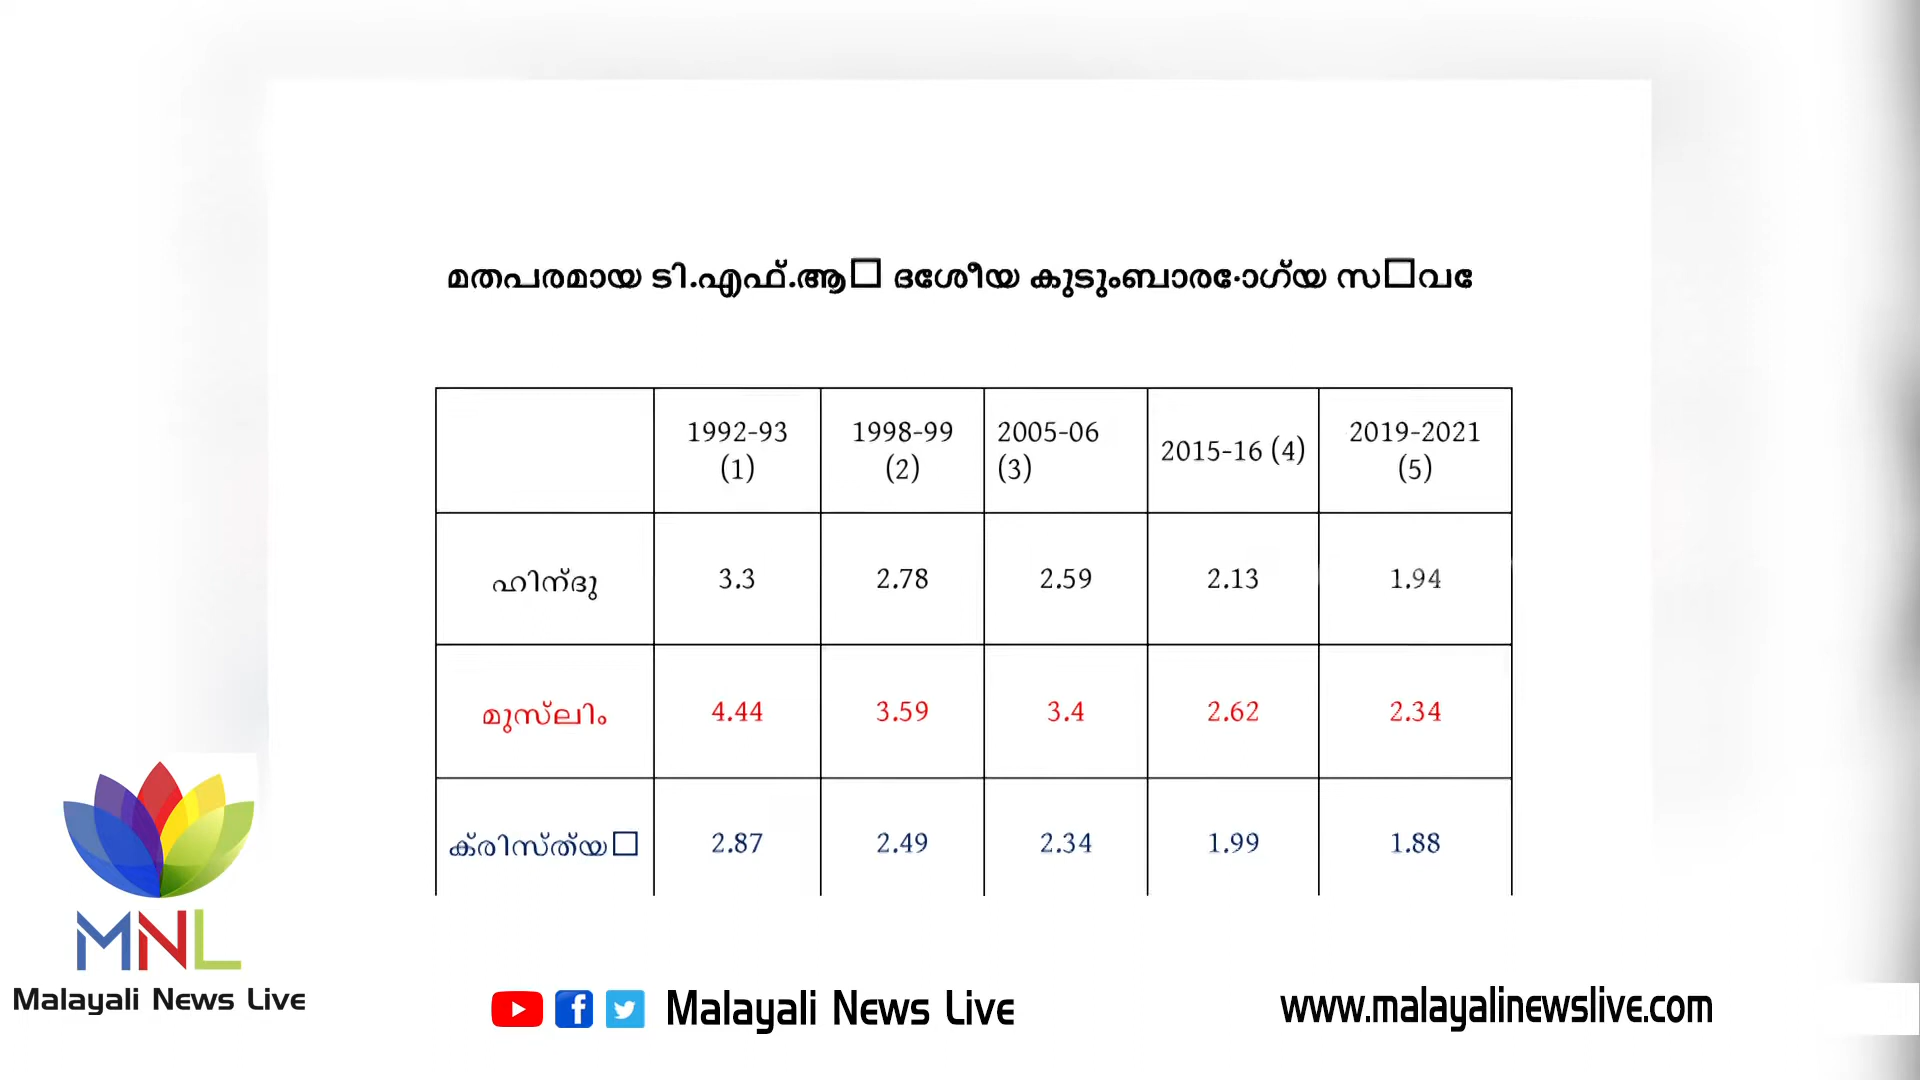 മതപരമായ ടി.എഫ്.ആ□ ദശേീയ കുടുംബാരോഗ്യ സ□വേ
1992-93 (1)
1998-99 (2)
2005-06 (3)
2015-16 (4)
2019-2021 (5)
ഹിന്ദു 3.3 2.78 2.59 2.13 1.94
മുസ്‌ലിം 4.44 3.59 3.4 2.62 2.34
ക്രിസ്ത്യ□ 2.87 2.49 2.34 1.99 1.88
MNL
Malayali News Live
Malayali News Live
www.malayalinewslive.com